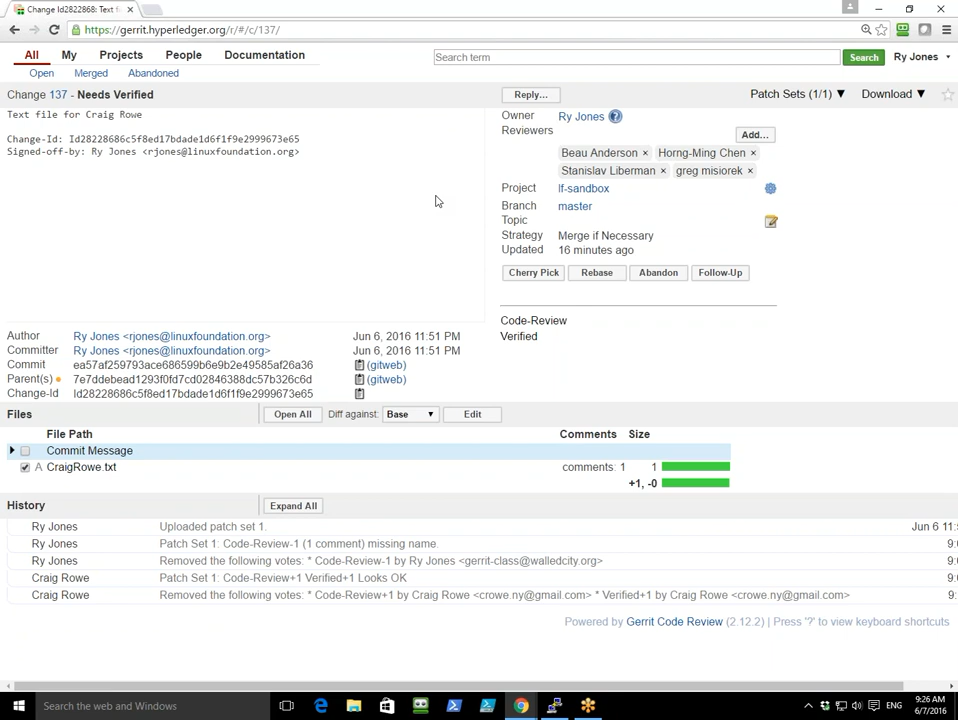 Change Id2822868: Text f
https://gerrit.hyperledger.org/r/#/c/137/
All My Projects People Documentation
Search term
Search
Ry Jones
Open Merged Abandoned
Change 137 - Needs Verified
Reply...
Patch Sets (1/1) ▼ Download ▼
Text file for Craig Rowe
Change-Id: Id28228686c5f8ed17bdade1d6f1f9e2999673e65
Signed-off-by: Ry Jones <rjones@linuxfoundation.org>
Owner Ry Jones
Reviewers
Add...
Beau Anderson × Horng-Ming Chen ×
Stanislav Liberman × greg misiorek ×
Project lf-sandbox
Branch master
Topic
Strategy Merge if Necessary
Updated 16 minutes ago
Cherry Pick Rebase Abandon Follow-Up
Code-Review
Verified
Author Ry Jones <rjones@linuxfoundation.org> Jun 6, 2016 11:51 PM
Committer Ry Jones <rjones@linuxfoundation.org> Jun 6, 2016 11:51 PM
Commit ea57af259793ace686599b6e9b2e49585af26a36 (gitweb)
Parent(s) 7e7ddebead1293f0fd7cd02846388dc57b326c6d (gitweb)
Change-Id Id28228686c5f8ed17bdade1d6f1f9e2999673e65
Files Open All Diff against: Base ▼ Edit
File Path Comments Size
Commit Message
A CraigRowe.txt comments: 1 1
+1, -0
History Expand All
Ry Jones Uploaded patch set 1. Jun 6 11:
Ry Jones Patch Set 1: Code-Review-1 (1 comment) missing name. 9:
Ry Jones Removed the following votes: * Code-Review-1 by Ry Jones <gerrit-class@walledcity.org> 9:
Craig Rowe Patch Set 1: Code-Review+1 Verified+1 Looks OK 9:
Craig Rowe Removed the following votes: * Code-Review+1 by Craig Rowe <crowe.ny@gmail.com> * Verified+1 by Craig Rowe <crowe.ny@gmail.com> 9:
Powered by Gerrit Code Review (2.12.2) | Press '?' to view keyboard shortcuts
Search the web and Windows
ENG
9:26 AM
6/7/2016